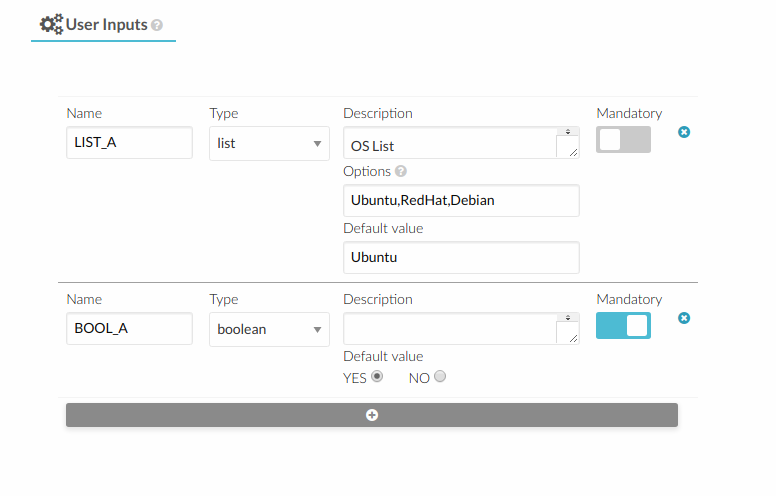 User Inputs ?
Name Type Description Mandatory
LIST_A list OS List
Options ?
Ubuntu,RedHat,Debian
Default value
Ubuntu
Name Type Description Mandatory
BOOL_A boolean
Default value
YES NO